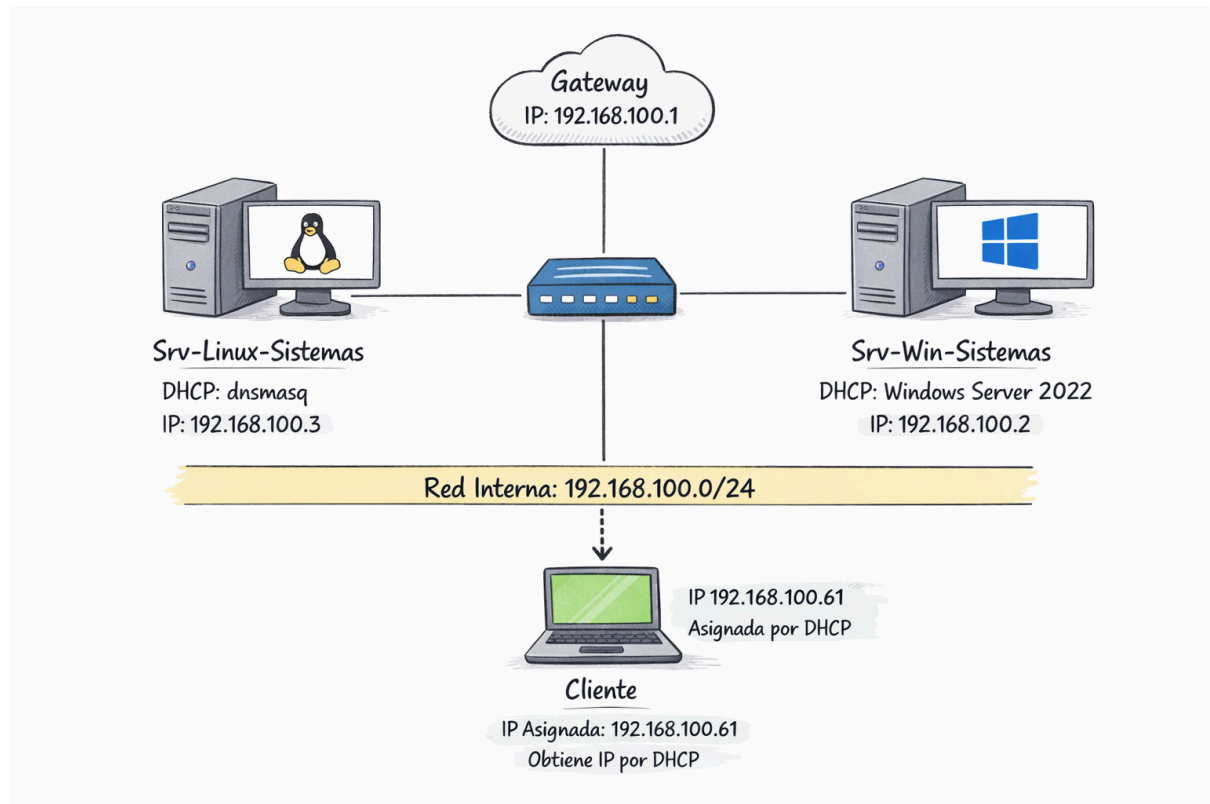 Gateway
IP: 192.168.100.1
Srv-Linux-Sistemas
DHCP: dnsmasq
IP: 192.168.100.3
Srv-Win-Sistemas
DHCP: Windows Server 2022
IP: 192.168.100.2
Red Interna: 192.168.100.0/24
IP 192.168.100.61
Asignada por DHCP
Cliente
IP Asignada: 192.168.100.61
Obtiene IP por DHCP